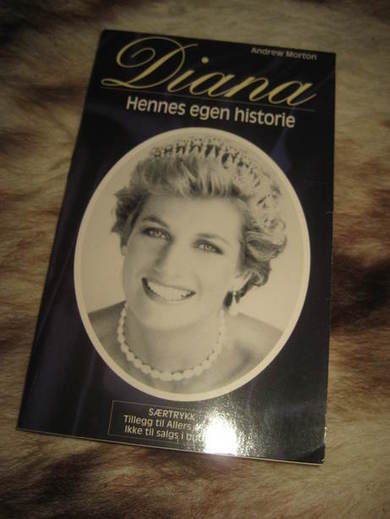 Andrew Morton
Diana
Hennes egen historie
SÆRTRYKK
Tillegg til Allers
Ikke til salgs i